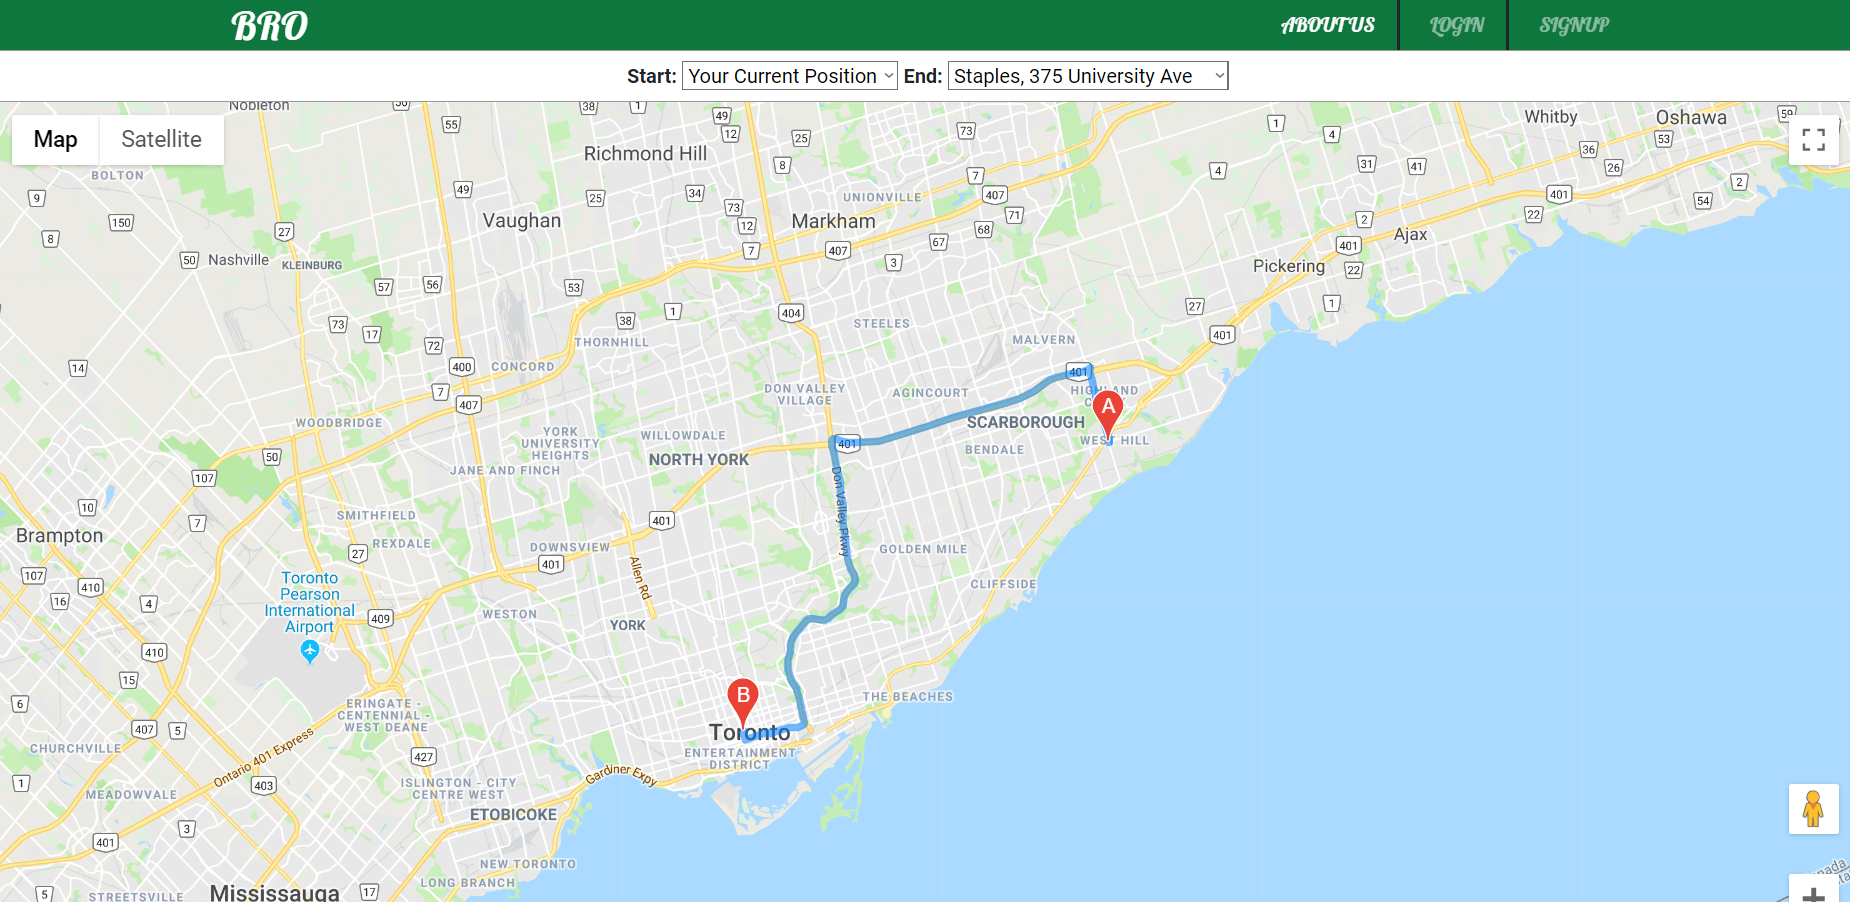 BRO
ABOUT US
LOGIN
SIGNUP
Start: Your Current Position End: Staples, 375 University Ave
Map
Satellite
Nobleton
BOLTON
Richmond Hill
Whitby
Oshawa
UNIONVILLE
Vaughan
Markham
Ajax
Nashville
KLEINBURG
Pickering
STEELES
THORNHILL
MALVERN
CONCORD
DON VALLEY
VILLAGE
AGINCOURT
A
SCARBOROUGH
WEST HILL
WOODBRIDGE
YORK
UNIVERSITY
HEIGHTS
WILLOWDALE
NORTH YORK
BENDALE
JANE AND FINCH
Don Valley Pkwy
SMITHFIELD
Brampton
REXDALE
DOWNSVIEW
GOLDEN MILE
Allen Rd
CLIFFSIDE
Toronto
Pearson
International
Airport
WESTON
YORK
B
THE BEACHES
ERINGATE -
CENTENNIAL -
WEST DEANE
Toronto
ENTERTAINMENT
DISTRICT
CHURCHVILLE
Ontario 401 Express
Gardiner Expy
ISLINGTON - CITY
CENTRE WEST
MEADOWVALE
ETOBICOKE
NEW TORONTO
LONG BRANCH
STREETSVILLE
Mississauga
50
38
1
49
12
55
25
73
1
4
59
53
36
8
31
41
26
7
4
2
9
49
25
34
407
401
54
150
73
12
71
22
8
27
68
2
50
7
407
67
401
3
22
57
56
53
27
1
73
38
1
404
17
72
401
14
400
401
7
407
401
50
107
10
7
401
27
401
107
410
16
4
409
410
15
6
407
5
427
1
403
3
401
5
17